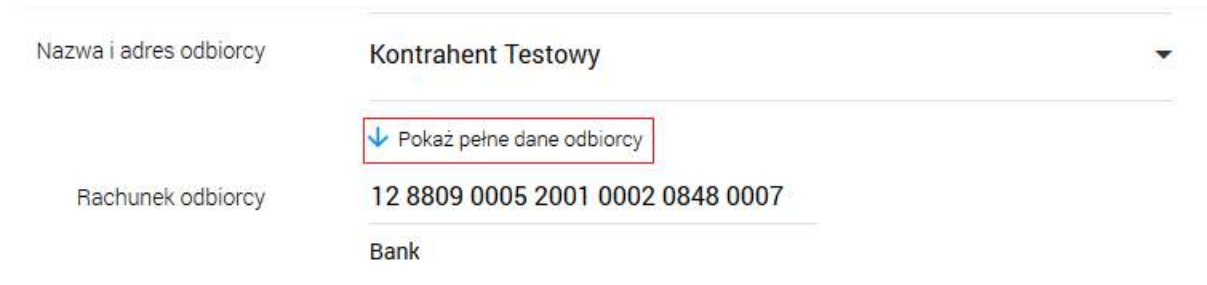 Nazwa i adres odbiorcy Kontrahent Testowy
Pokaż pełne dane odbiorcy
Rachunek odbiorcy 12 8809 0005 2001 0002 0848 0007
Bank